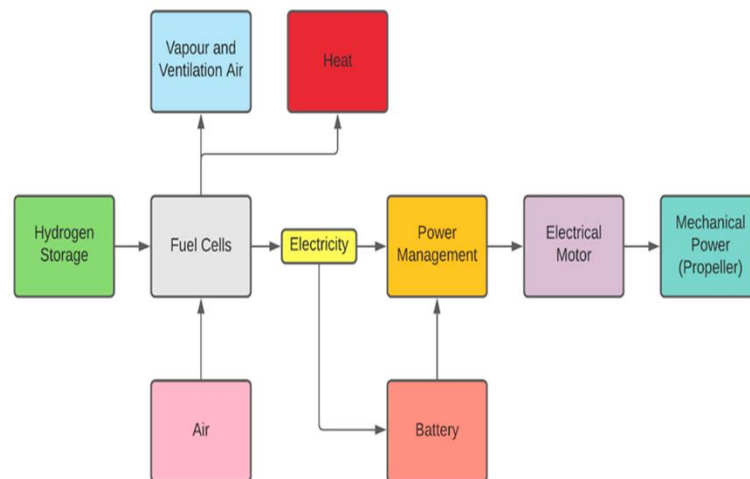 Vapour and
Ventilation Air
Heat
Hydrogen
Storage
Fuel Cells
Electricity
Power
Management
Electrical
Motor
Mechanical
Power
(Propeller)
Air
Battery